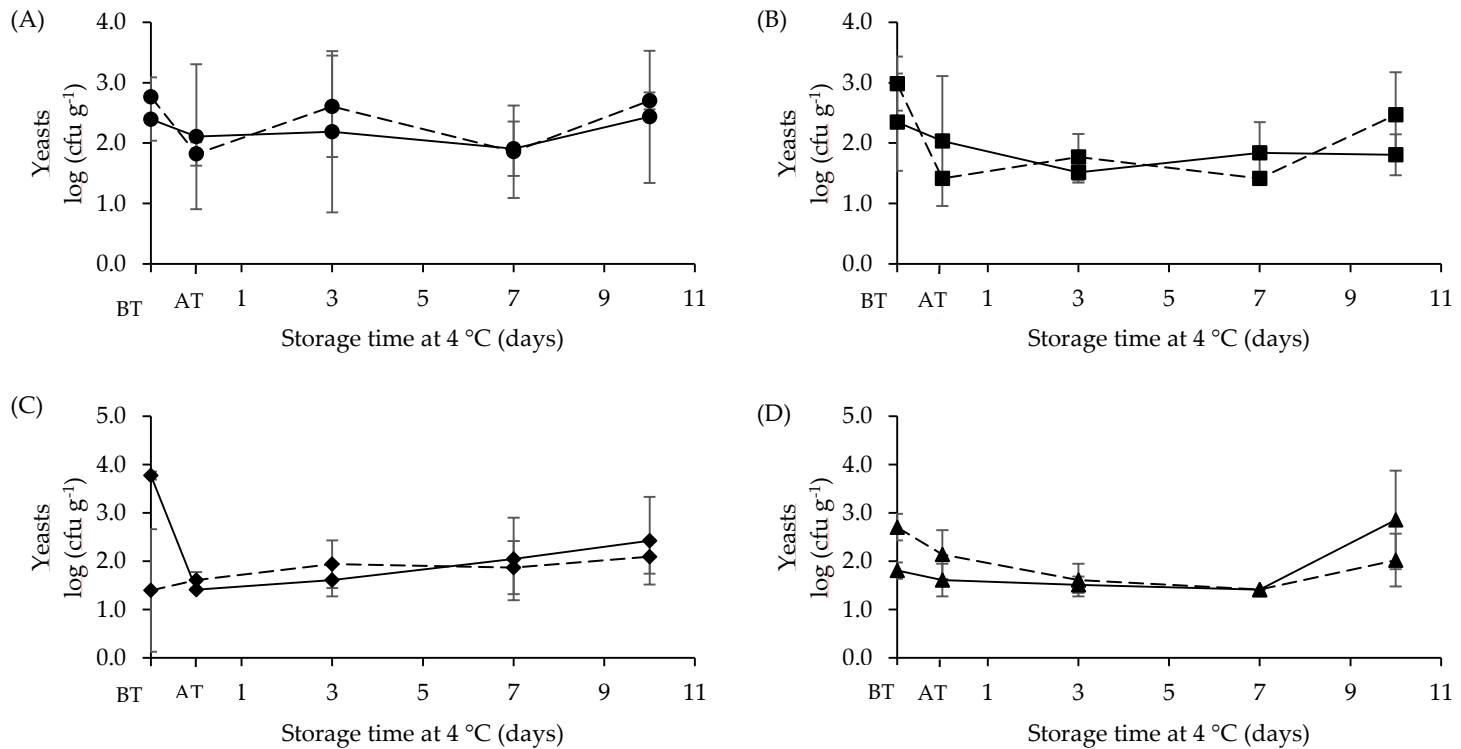 (A)
4.0
3.0
2.0
1.0
0.0
Yeasts
log (cfu g-1)
BT AT 1 3 5 7 9 11
Storage time at 4 °C (days)
(B)
4.0
3.0
2.0
1.0
0.0
Yeasts
log (cfu g-1)
BT AT 1 3 5 7 9 11
Storage time at 4 °C (days)
(C)
5.0
4.0
3.0
2.0
1.0
0.0
Yeasts
log (cfu g-1)
BT AT 1 3 5 7 9 11
Storage time at 4 °C (days)
(D)
5.0
4.0
3.0
2.0
1.0
0.0
Yeasts
log (cfu g-1)
BT AT 1 3 5 7 9 11
Storage time at 4 °C (days)